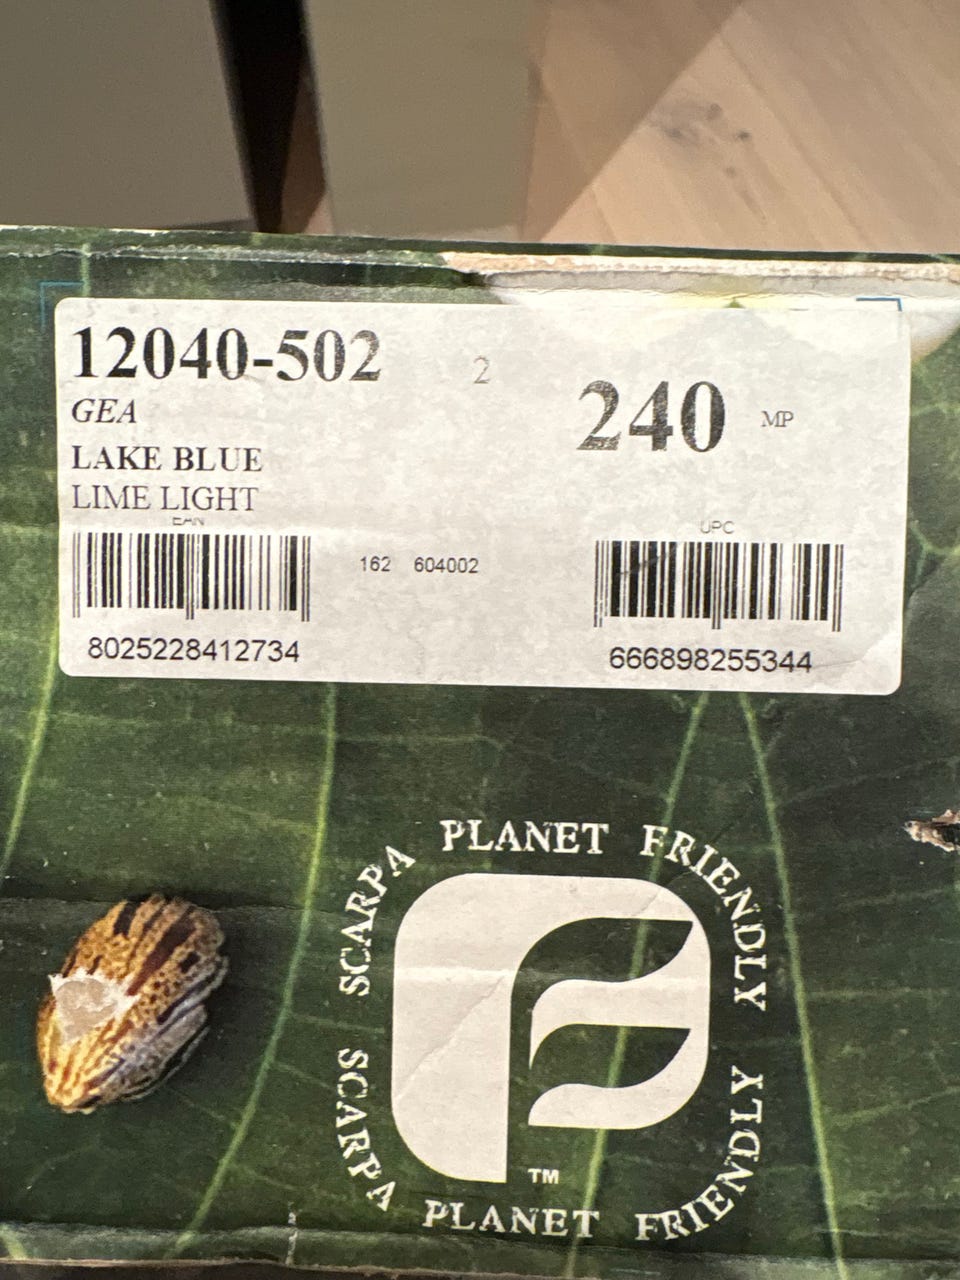 12040-502
2
240
MP
GEA
LAKE BLUE
LIME LIGHT
EAN
UPC
162 604002
8025228412734
666898255344
SCARPA PLANET FRIENDLY
SCARPA PLANET FRIENDLY
TM